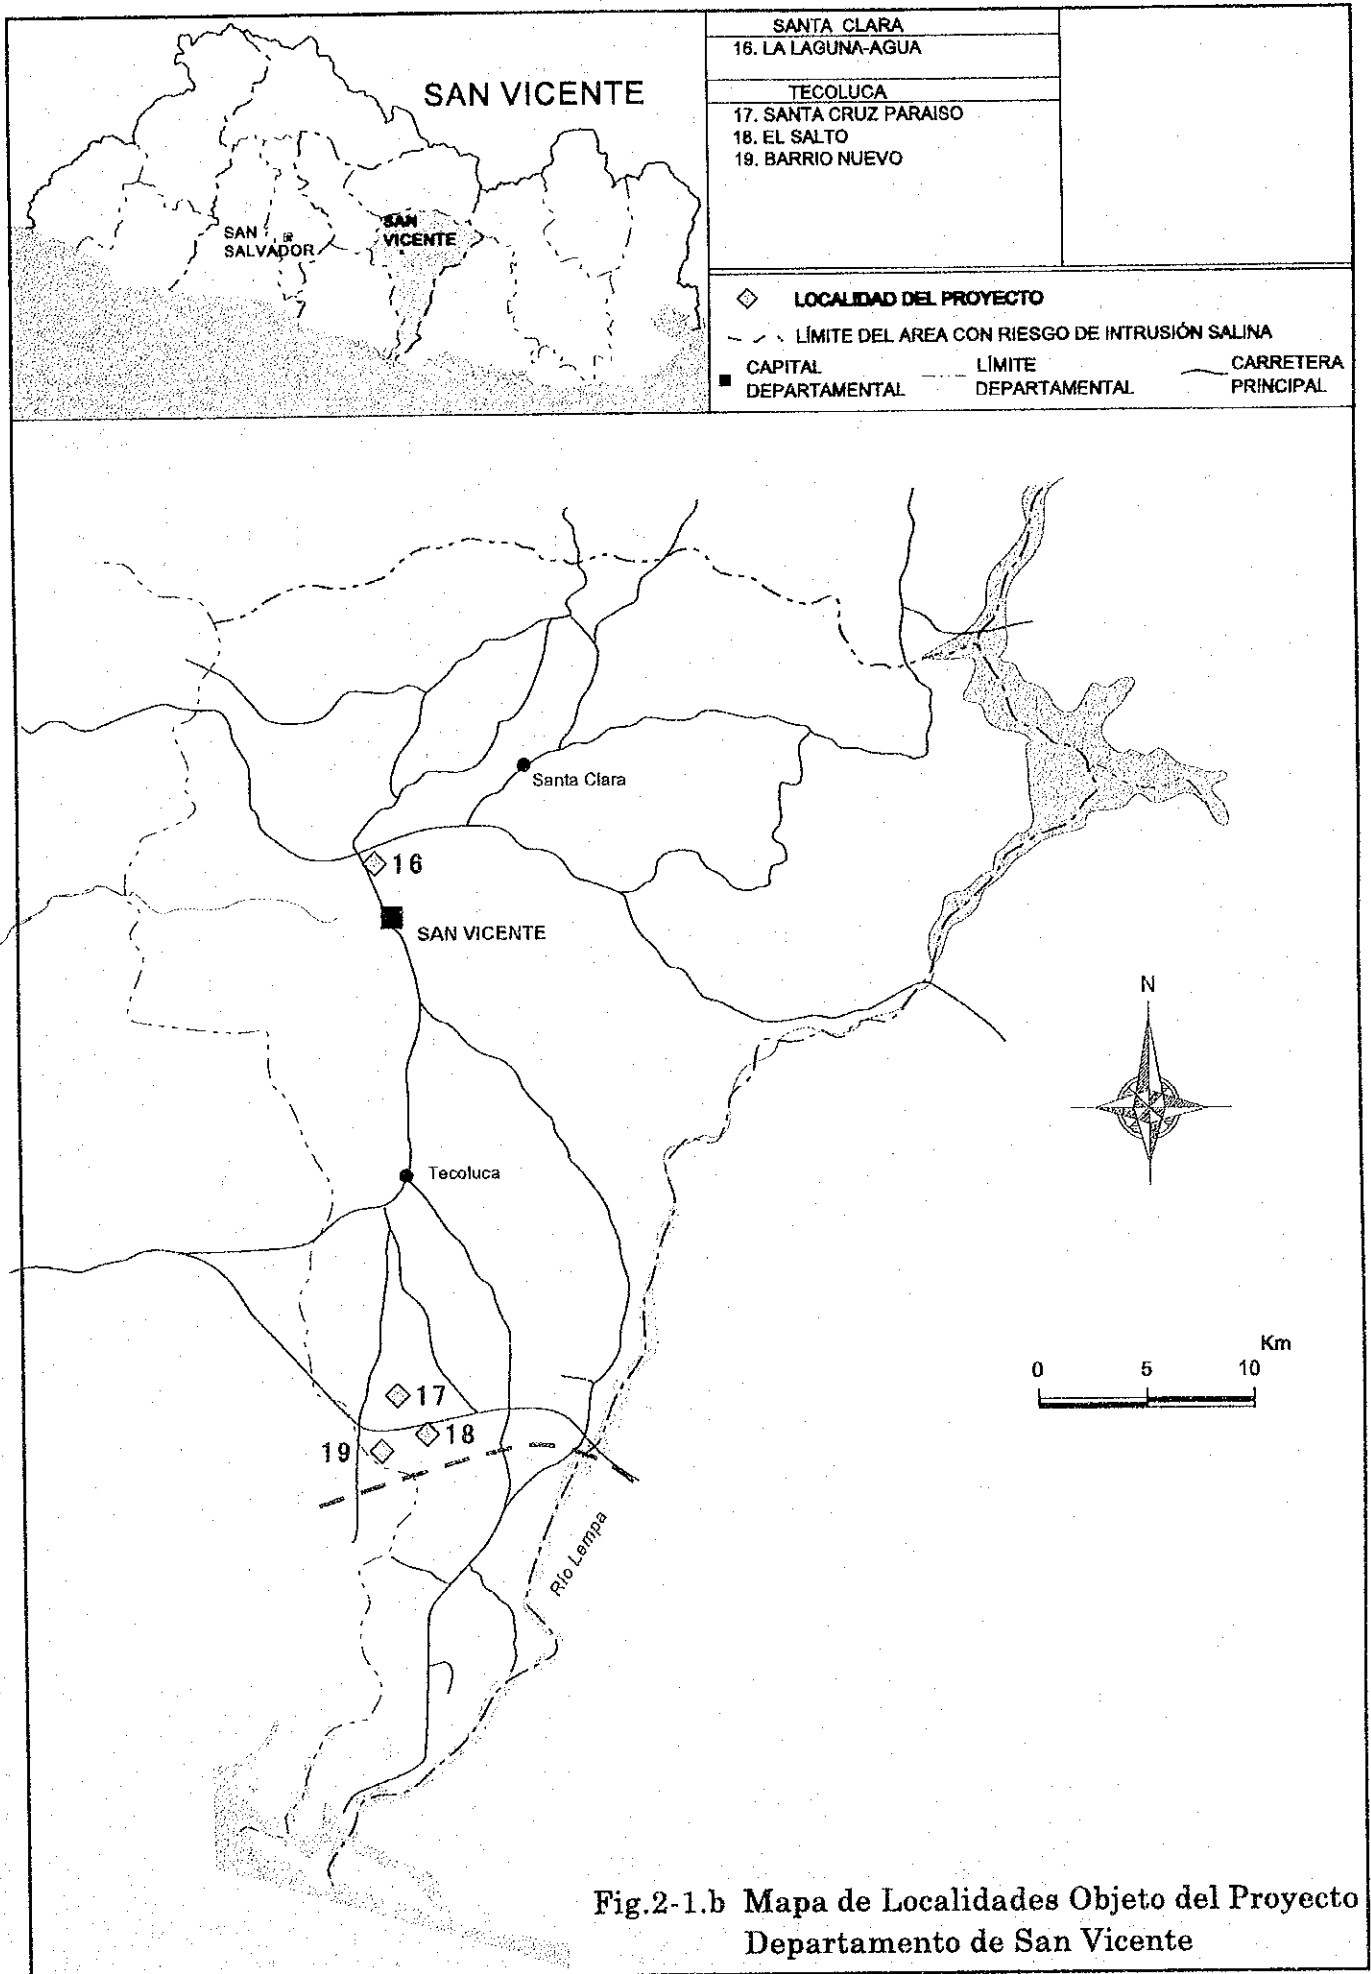 SAN VICENTE
SAN
SALVADOR
SAN
VICENTE
SANTA CLARA
16. LA LAGUNA-AGUA
TECOLUCA
17. SANTA CRUZ PARAISO
18. EL SALTO
19. BARRIO NUEVO
LOCALIDAD DEL PROYECTO
LÍMITE DEL AREA CON RIESGO DE INTRUSIÓN SALINA
CAPITAL
DEPARTAMENTAL
LÍMITE
DEPARTAMENTAL
CARRETERA
PRINCIPAL
Santa Clara
16
SAN VICENTE
N
Tecoluca
Km
0 5 10
17
18
19
Río Lempa
Fig.2-1.b Mapa de Localidades Objeto del Proyecto
Departamento de San Vicente